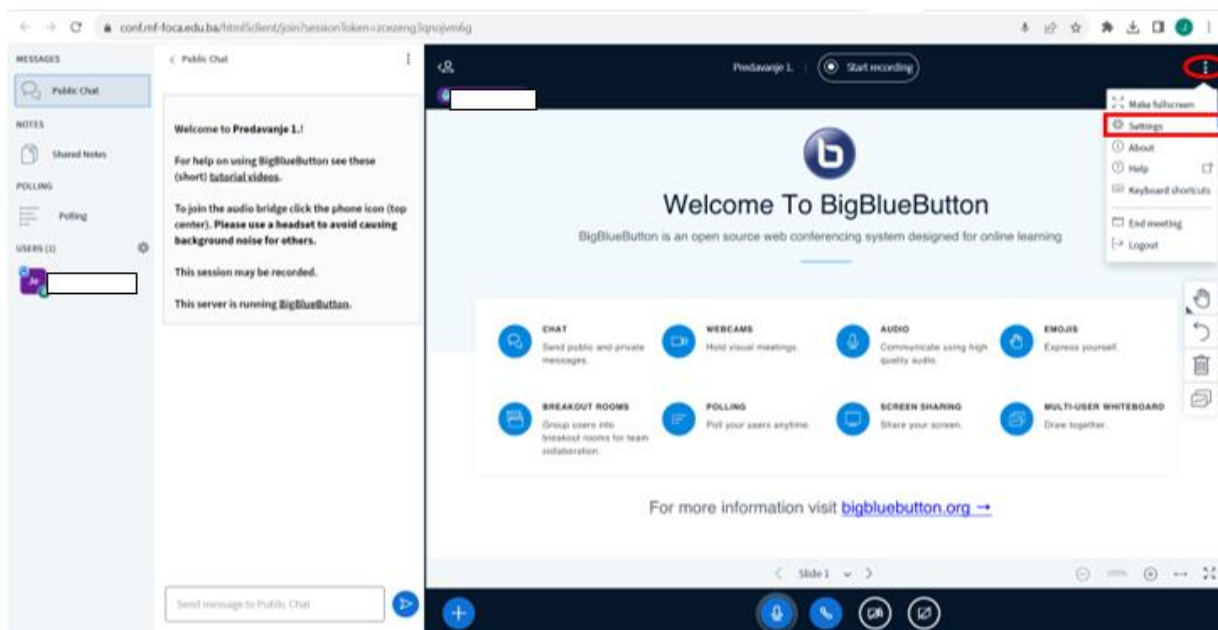 conf.mf-foca.edu.ba/html5client/join?sessionToken=
MESSAGES
Public Chat
NOTES
Shared Notes
POLLING
Polling
USERS (1)
Je
Public Chat
Welcome to Predavanje 1.!
For help on using BigBlueButton see these
(short) tutorial videos.
To join the audio bridge click the phone icon (top
center). Please use a headset to avoid causing
background noise for others.
This session may be recorded.
This server is running BigBlueButton.
Send message to Public Chat
Predavanje 1.
Start recording
Make fullscreen
Settings
About
Help
Keyboard shortcuts
End meeting
Logout
b
Welcome To BigBlueButton
BigBlueButton is an open source web conferencing system designed for online learning
CHAT
Send public and private
messages.
WEBCAMS
Hold visual meetings.
AUDIO
Communicate using high
quality audio.
EMOJIS
Express yourself.
BREAKOUT ROOMS
Group users into
breakout rooms for team
collaboration.
POLLING
Poll your users anytime.
SCREEN SHARING
Share your screen.
MULTI-USER WHITEBOARD
Draw together.
For more information visit bigbluebutton.org →
Slide 1
100%
J